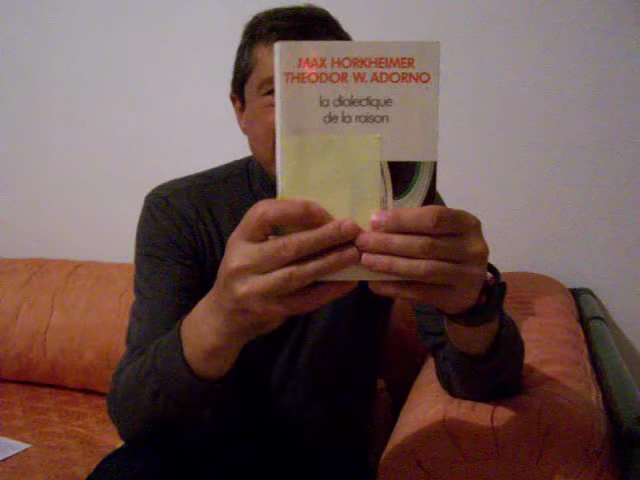 MAX HORKHEIMER
THEODOR W. ADORNO
la dialectique
de la raison